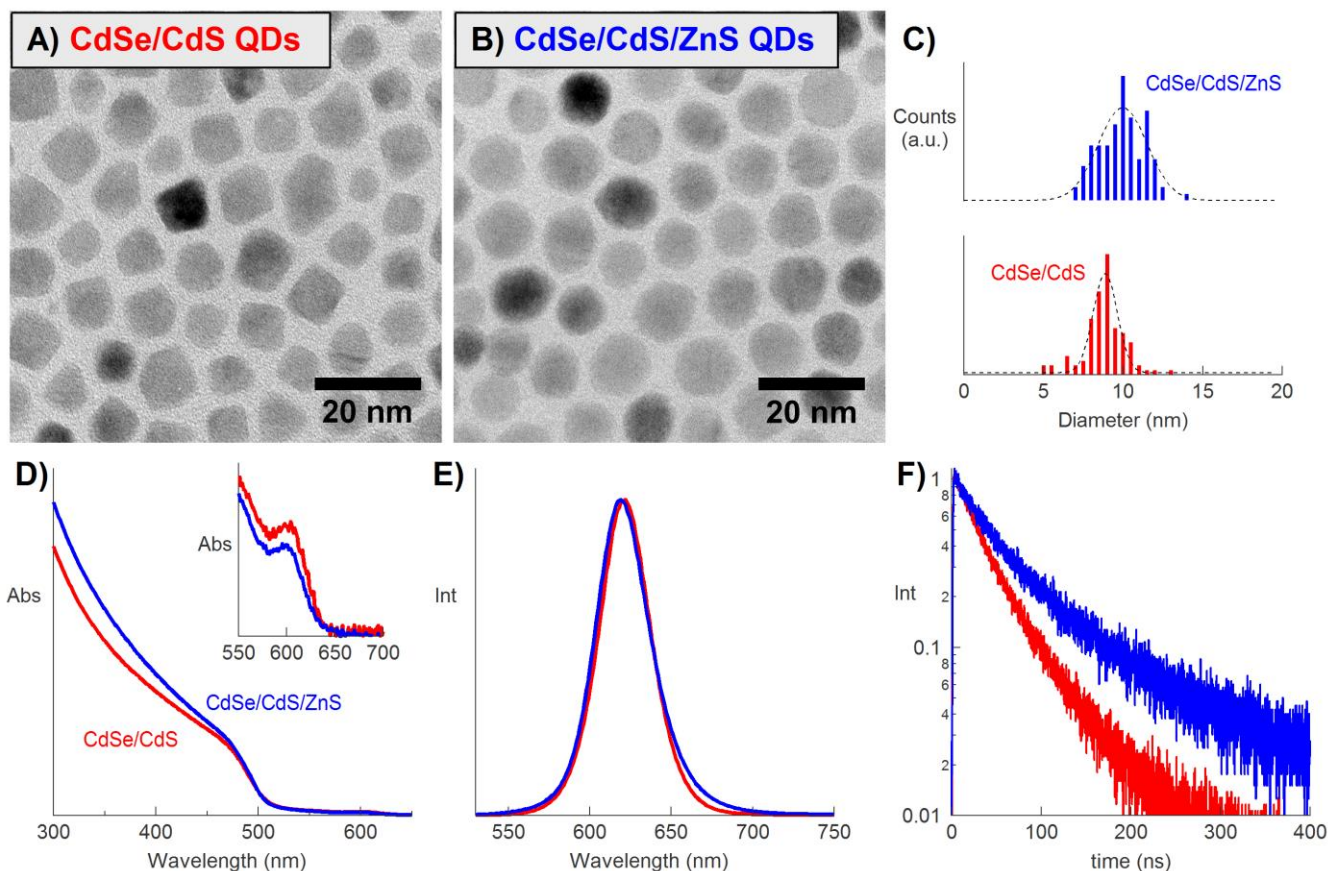 A) CdSe/CdS QDs
20 nm
B) CdSe/CdS/ZnS QDs
20 nm
C)
Counts
(a.u.)
CdSe/CdS/ZnS
CdSe/CdS
0 5 10 15 20
Diameter (nm)
D)
Abs
CdSe/CdS
CdSe/CdS/ZnS
300 400 500 600
Wavelength (nm)
Abs
550 600 650 700
E)
Int
550 600 650 700 750
Wavelength (nm)
F)
Int
1
8
6
4
2
0.1
8
6
4
2
0.01
0 100 200 300 400
time (ns)